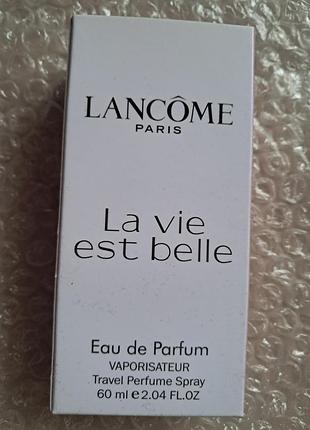 LANCÔME
PARIS
La vie
est belle
Eau de Parfum
VAPORISATEUR
Travel Perfume Spray
60 ml e 2.04 FL.OZ